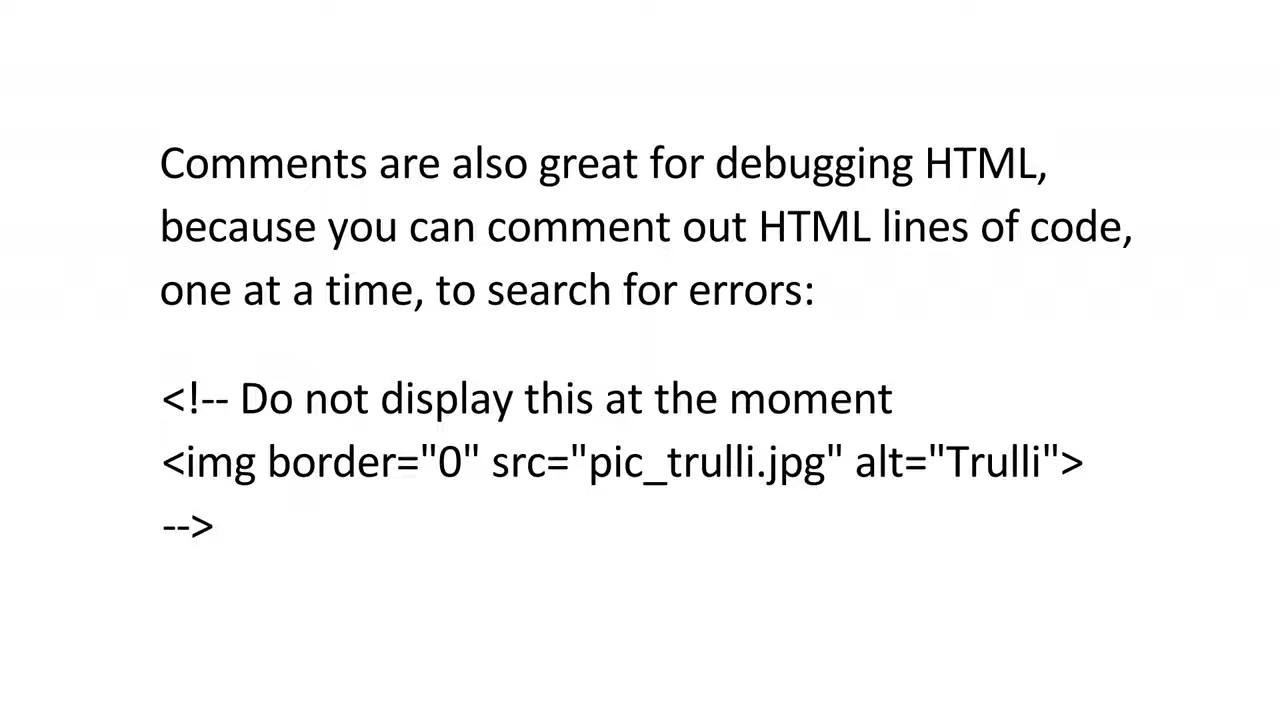 Comments are also great for debugging HTML,
because you can comment out HTML lines of code,
one at a time, to search for errors:
<!-- Do not display this at the moment
<img border="0" src="pic_trulli.jpg" alt="Trulli">
-->